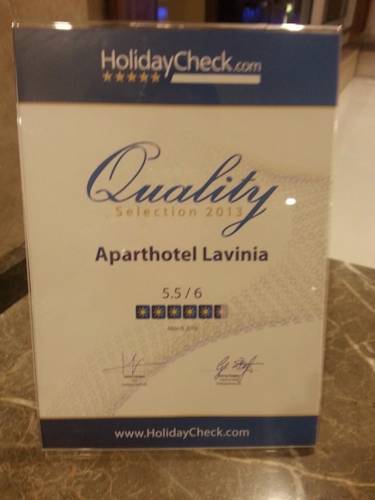 HolidayCheck.com
Quality
Selection 2013
Aparthotel Lavinia
5.5 / 6
www.HolidayCheck.com